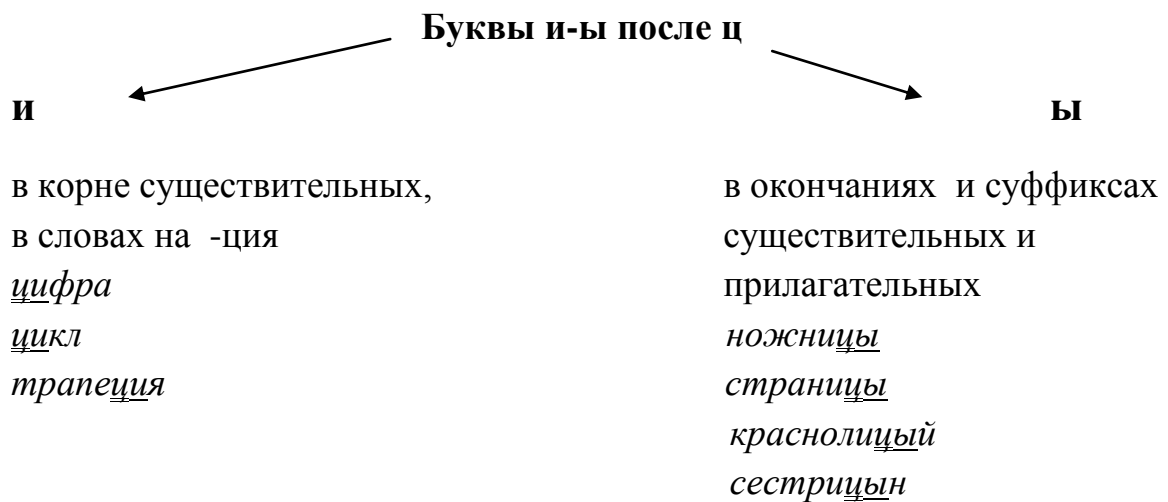 Буквы и-ы после ц
и
в корне существительных,
в словах на -ция
цифра
цикл
трапеция
ы
в окончаниях и суффиксах
существительных и
прилагательных
ножницы
страницы
краснолицый
сестрицын